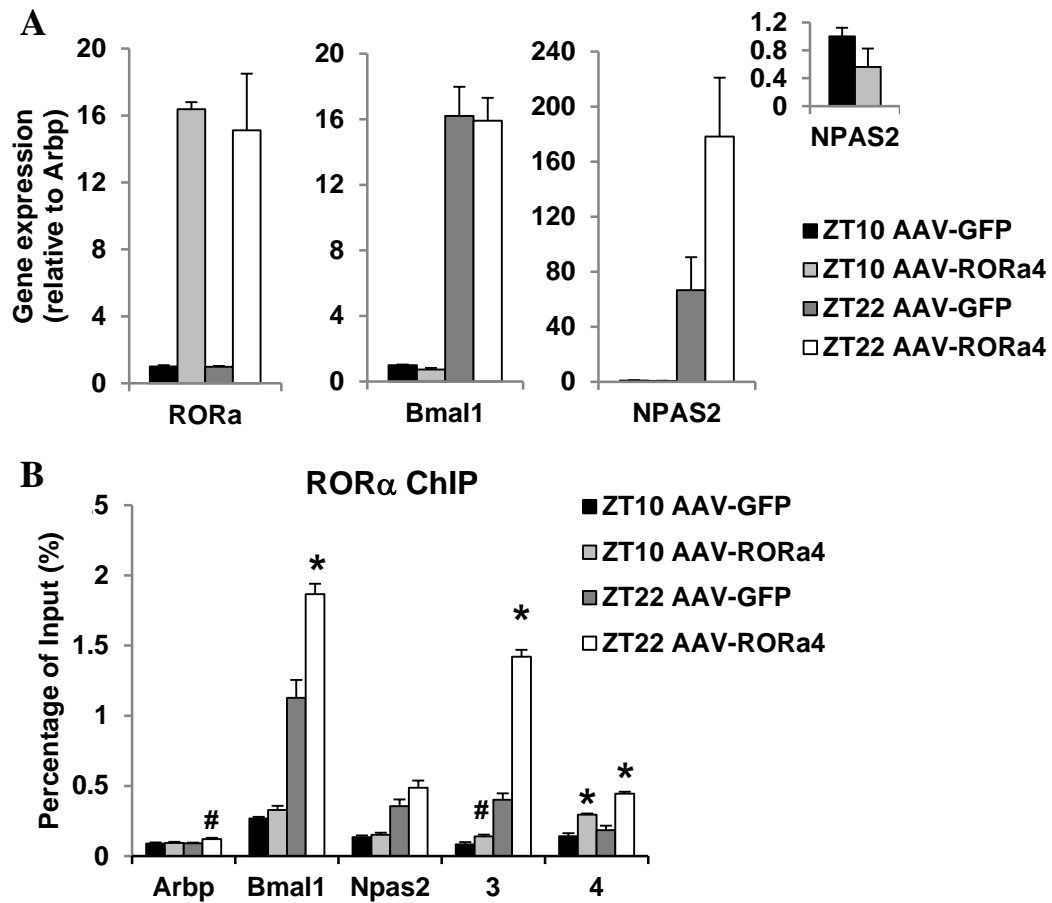 A
Gene expression
(relative to Arbp)
20
16
12
8
4
0
RORa
20
16
12
8
4
0
Bmal1
240
200
160
120
80
40
0
NPAS2
1.2
0.8
0.4
0
NPAS2
ZT10 AAV-GFP
ZT10 AAV-RORa4
ZT22 AAV-GFP
ZT22 AAV-RORa4
B
RORα ChIP
Percentage of Input (%)
.5
2
1.5
1
0.5
0
#
*
#
*
*
*
Arbp Bmal1 Npas2 3 4
ZT10 AAV-GFP
ZT10 AAV-RORa4
ZT22 AAV-GFP
ZT22 AAV-RORa4